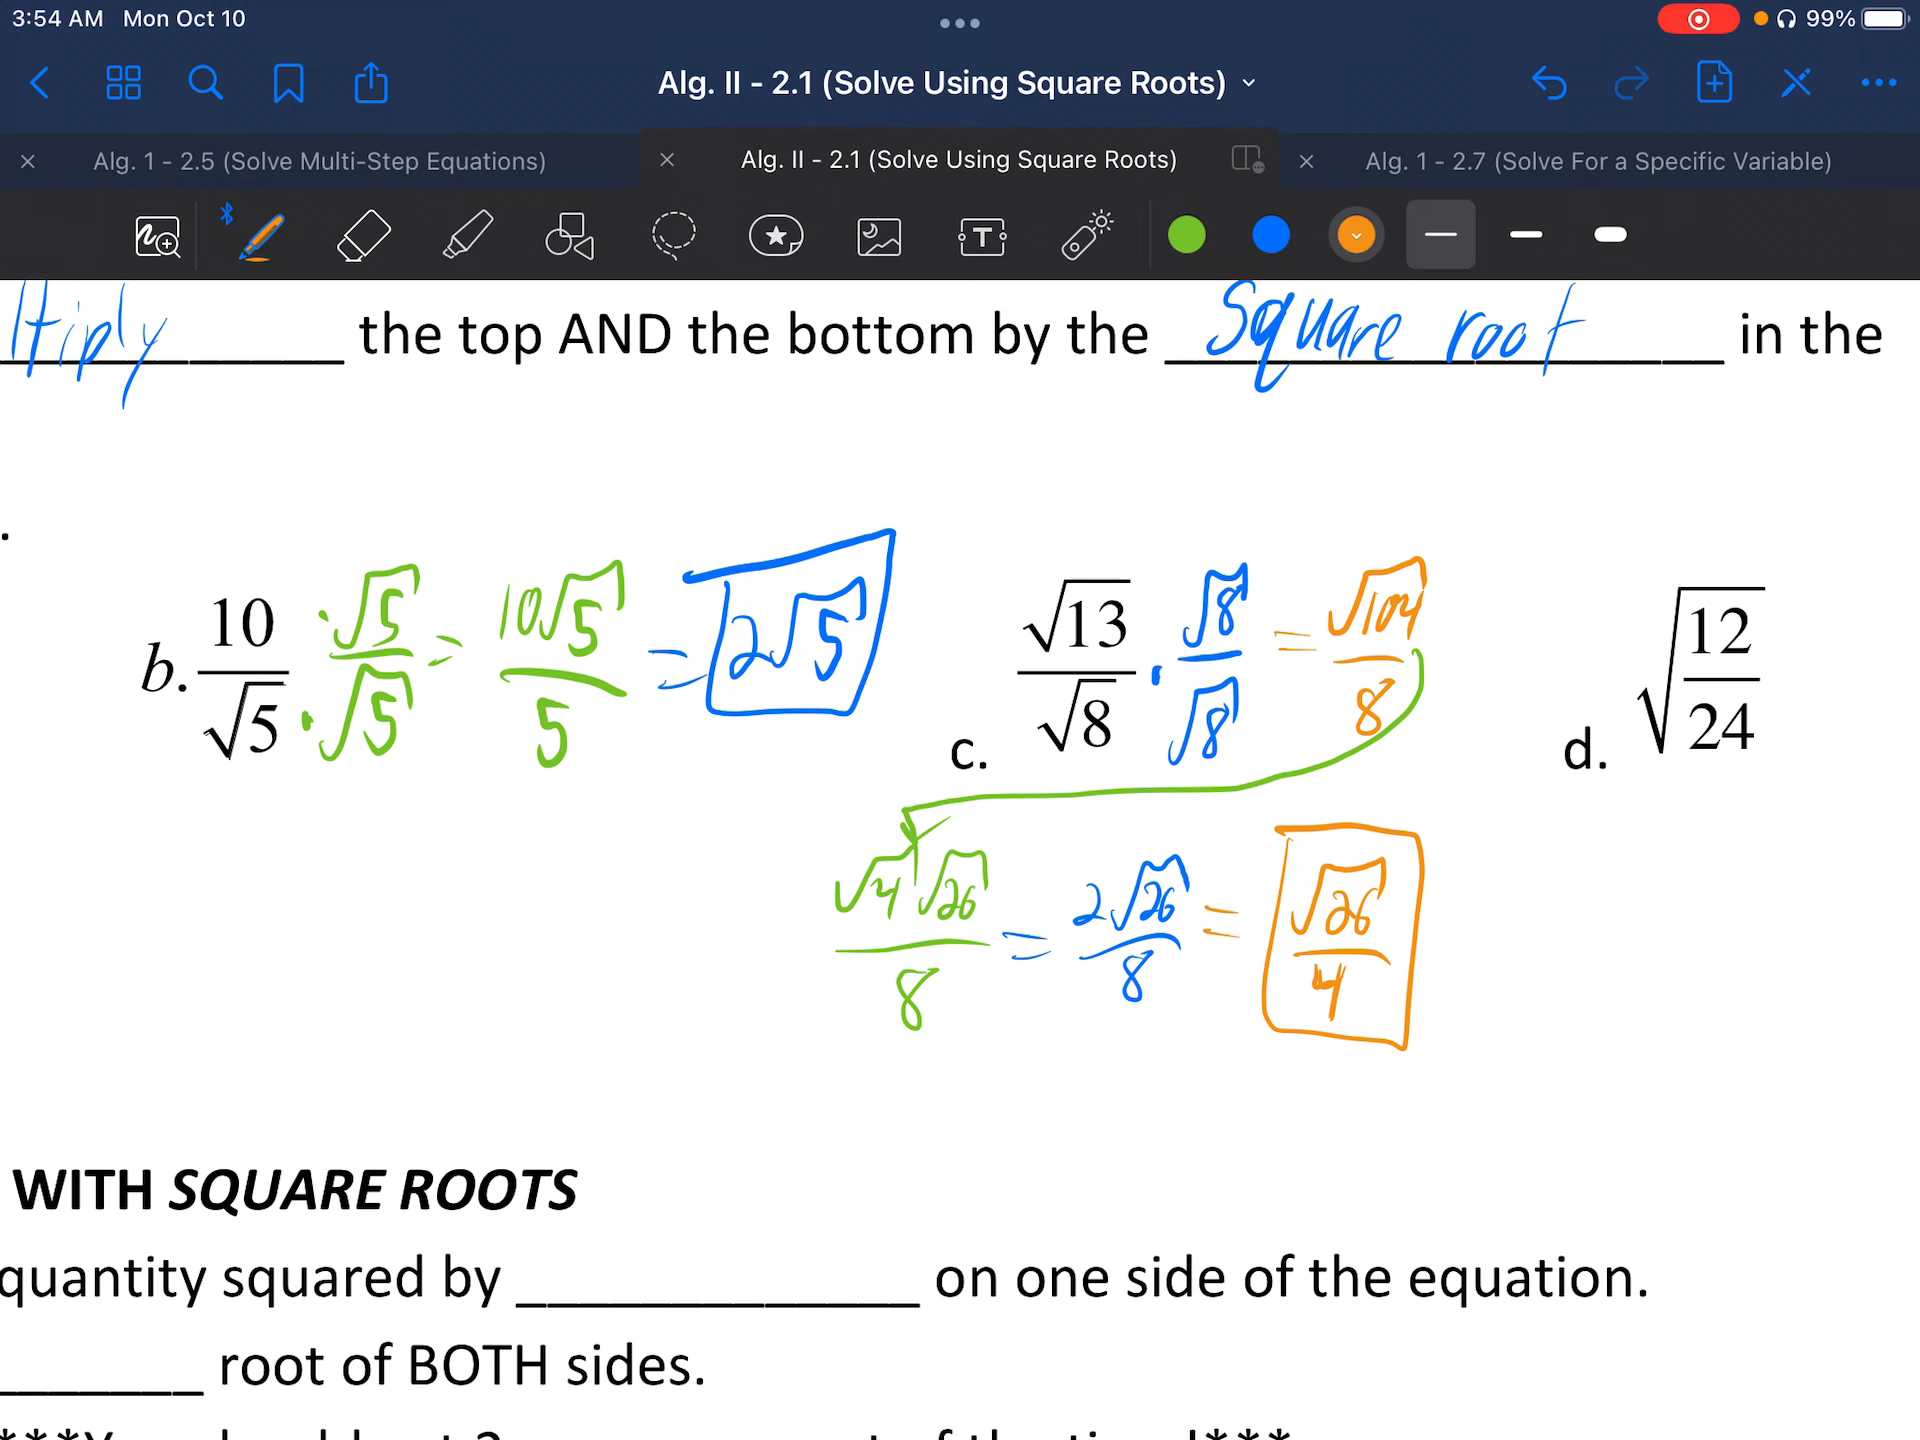 3:54 AM Mon Oct 10 99%
Alg. II - 2.1 (Solve Using Square Roots)
Alg. 1 - 2.5 (Solve Multi-Step Equations) Alg. II - 2.1 (Solve Using Square Roots) Alg. 1 - 2.7 (Solve For a Specific Variable)
ltiply the top AND the bottom by the Square root in the
.
b. 10/√5 · √5/√5 = 10√5/5 = 2√5
c. √13/√8 · √8/√8 = √104/8
√4 √26/8 = 2√26/8 = √26/4
d. √12/24
WITH SQUARE ROOTS
quantity squared by _____________ on one side of the equation.
_______ root of BOTH sides.